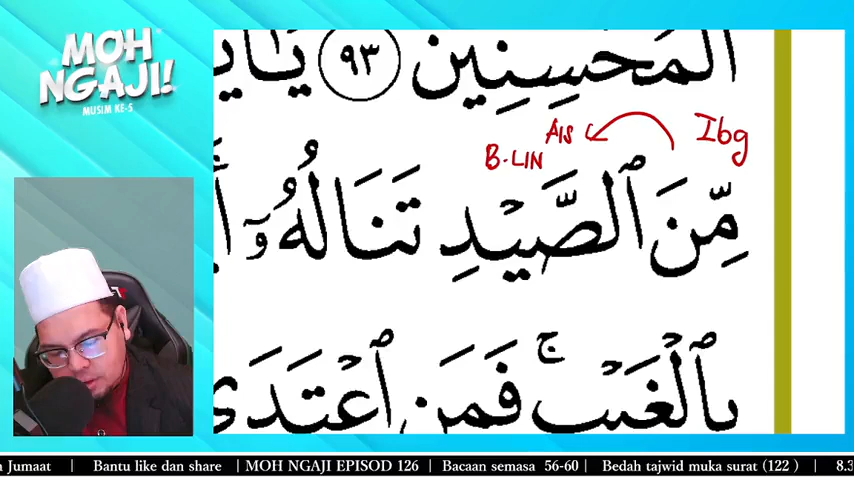 MOH
NGAJI!
MUSIM KE-5
ٱلْمُحْسِنِينَ ٩٣
Ibg
AIS
B-LIN
مِّنَ ٱلصَّيْدِ تَنَالُهُۥٓ
بِٱلْغَيْبِ ۚ فَمَنِ ٱعْتَدَىٰ
Jumaat | Bantu like dan share | MOH NGAJI EPISOD 126 | Bacaan semasa 56-60 | Bedah tajwid muka surat (122 ) | 8.3